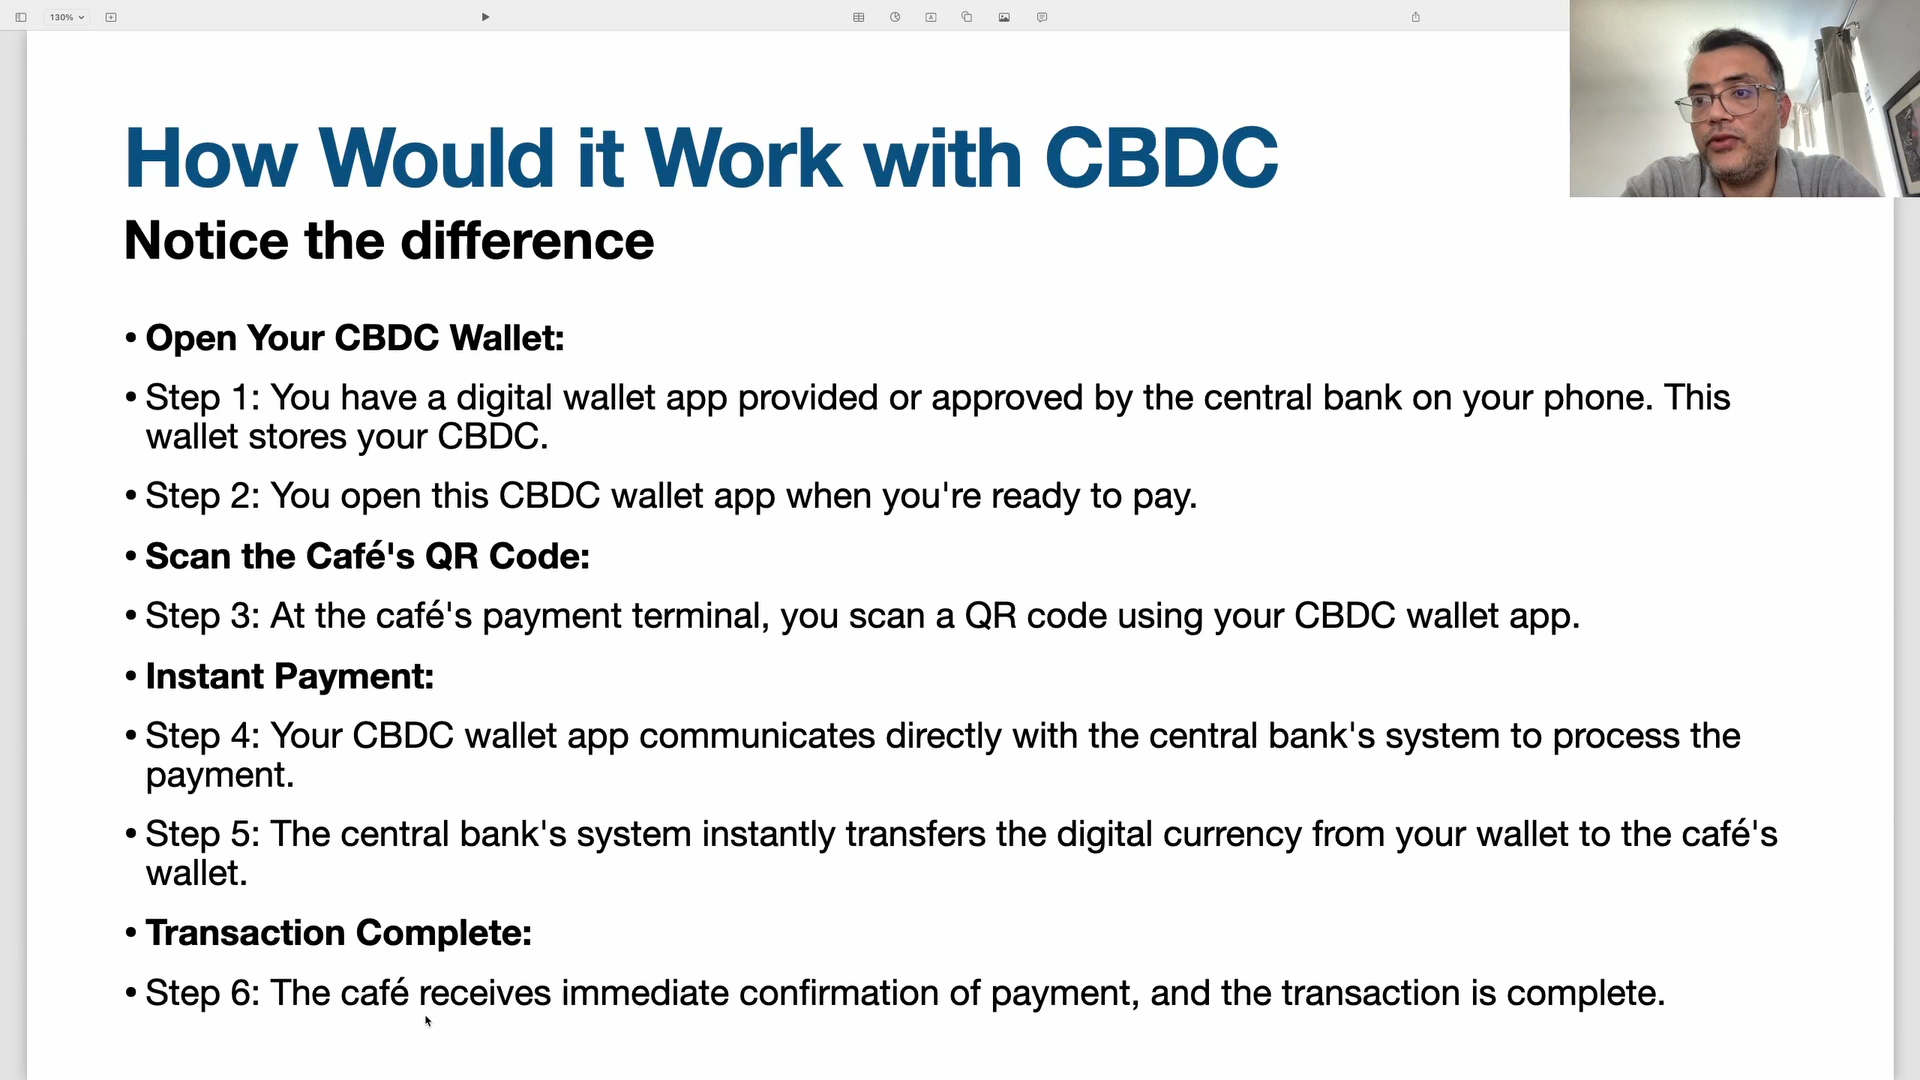 130%
How Would it Work with CBDC
Notice the difference
• Open Your CBDC Wallet:
• Step 1: You have a digital wallet app provided or approved by the central bank on your phone. This
wallet stores your CBDC.
• Step 2: You open this CBDC wallet app when you're ready to pay.
• Scan the Café's QR Code:
• Step 3: At the café's payment terminal, you scan a QR code using your CBDC wallet app.
• Instant Payment:
• Step 4: Your CBDC wallet app communicates directly with the central bank's system to process the
payment.
• Step 5: The central bank's system instantly transfers the digital currency from your wallet to the café's
wallet.
• Transaction Complete:
• Step 6: The café receives immediate confirmation of payment, and the transaction is complete.